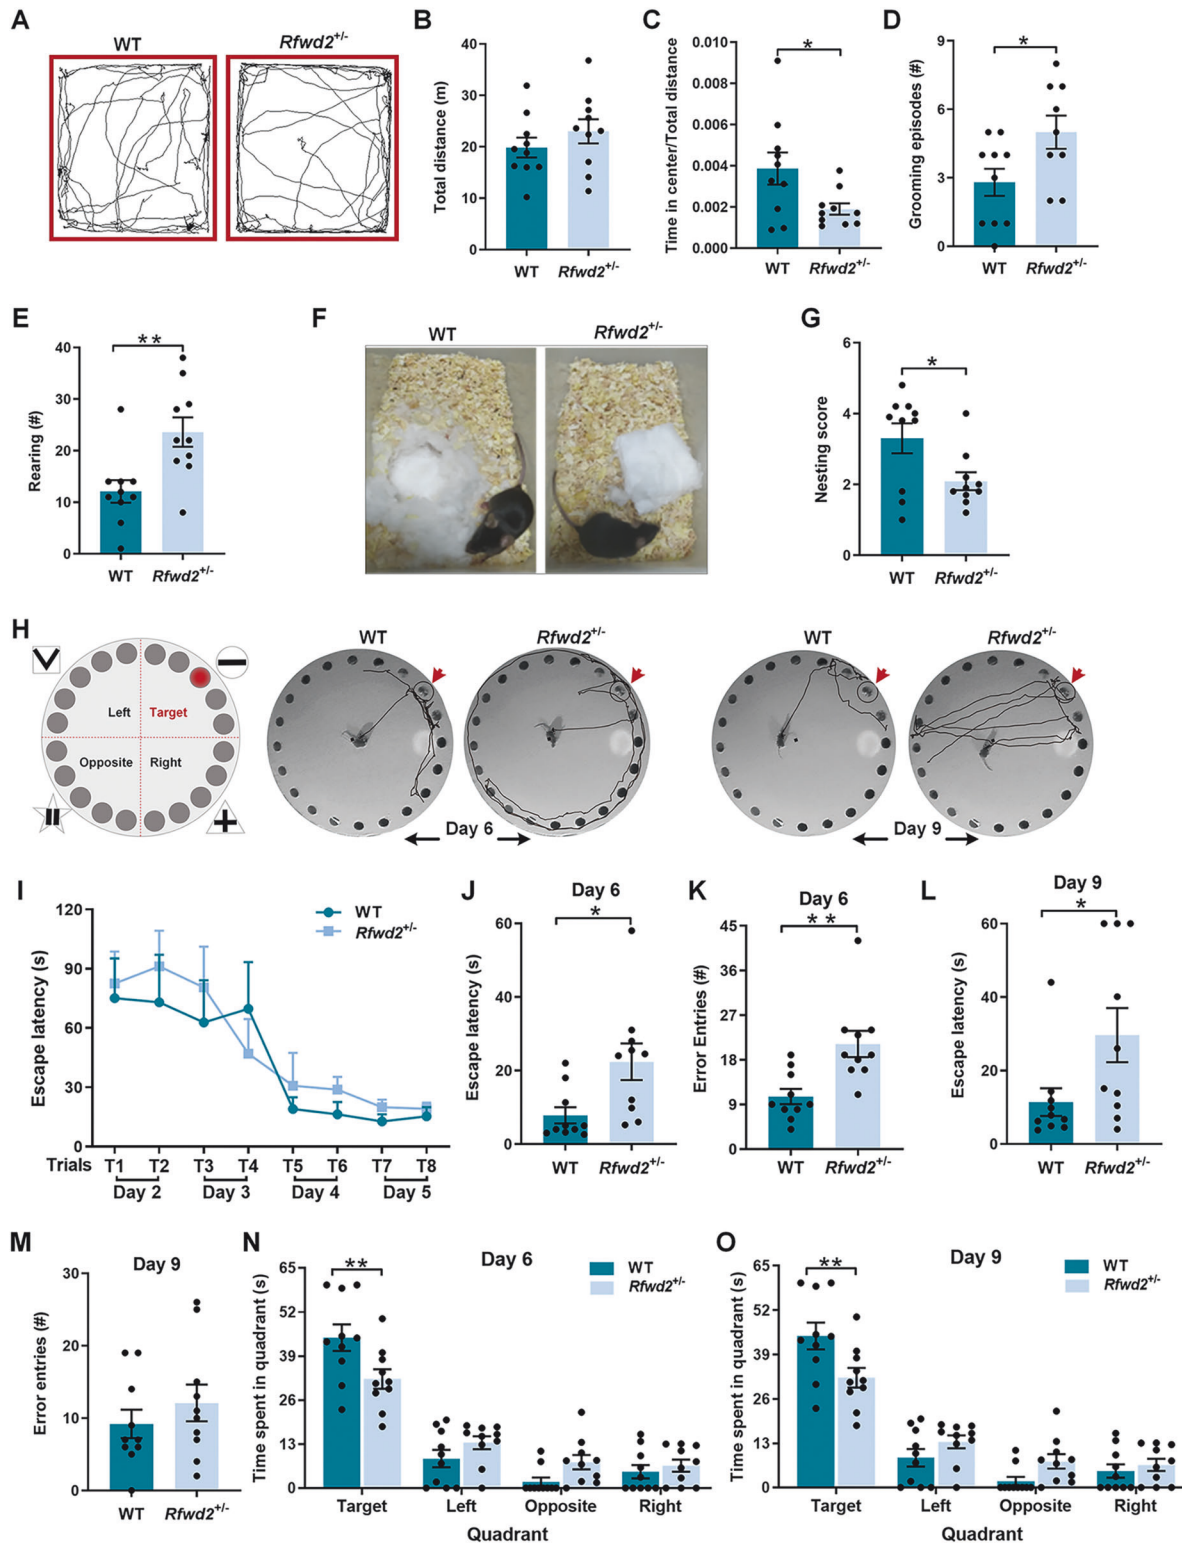 A
WT
Rfwd2+/-
B
Total distance (m)
40
30
20
10
0
WT
Rfwd2+/-
C
Time in center/Total distance
0.010
0.008
0.006
0.004
0.002
0.000
*
WT
Rfwd2+/-
D
Grooming episodes (#)
9
6
3
0
*
WT
Rfwd2+/-
E
Rearing (#)
40
30
20
10
0
**
WT
Rfwd2+/-
F
WT
Rfwd2+/-
G
Nesting score
6
4
2
0
*
WT
Rfwd2+/-
H
Left
Target
Opposite
Right
WT
Rfwd2+/-
Day 6
WT
Rfwd2+/-
Day 9
I
Escape latency (s)
120
90
60
30
0
WT
Rfwd2+/-
Trials T1 T2 T3 T4 T5 T6 T7 T8
Day 2 Day 3 Day 4 Day 5
J
Day 6
Escape latency (s)
60
40
20
0
*
WT
Rfwd2+/-
K
Day 6
Error Entries (#)
45
36
27
18
9
0
**
WT
Rfwd2+/-
L
Day 9
Escape latency (s)
60
40
20
0
*
WT
Rfwd2+/-
M
Day 9
Error entries (#)
30
20
10
0
WT
Rfwd2+/-
N
Day 6
Time spent in quadrant (s)
65
52
39
26
13
0
**
WT
Rfwd2+/-
Target Left Opposite Right
Quadrant
O
Day 9
Time spent in quadrant (s)
65
52
39
26
13
0
**
WT
Rfwd2+/-
Target Left Opposite Right
Quadrant